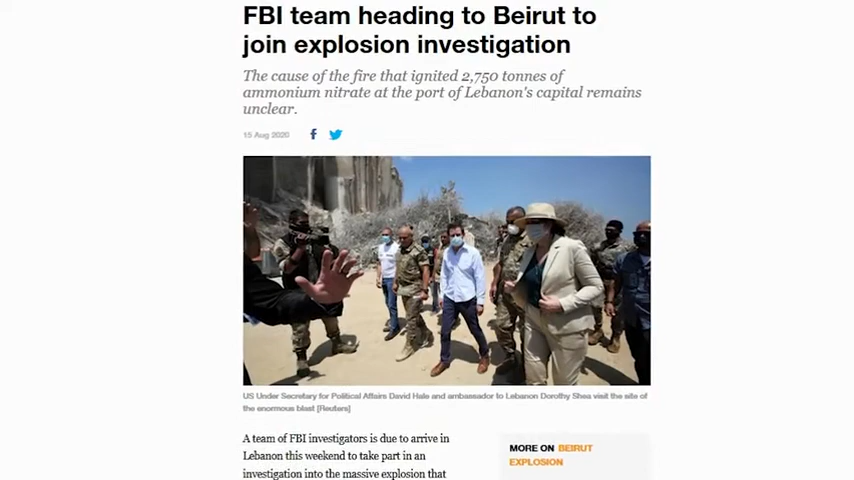 FBI team heading to Beirut to
join explosion investigation
The cause of the fire that ignited 2,750 tonnes of
ammonium nitrate at the port of Lebanon's capital remains
unclear.
15 Aug 2020
US Under Secretary for Political Affairs David Hale and ambassador to Lebanon Dorothy Shea visit the site of
the enormous blast [Reuters]
A team of FBI investigators is due to arrive in
Lebanon this weekend to take part in an
investigation into the massive explosion that
MORE ON BEIRUT
EXPLOSION